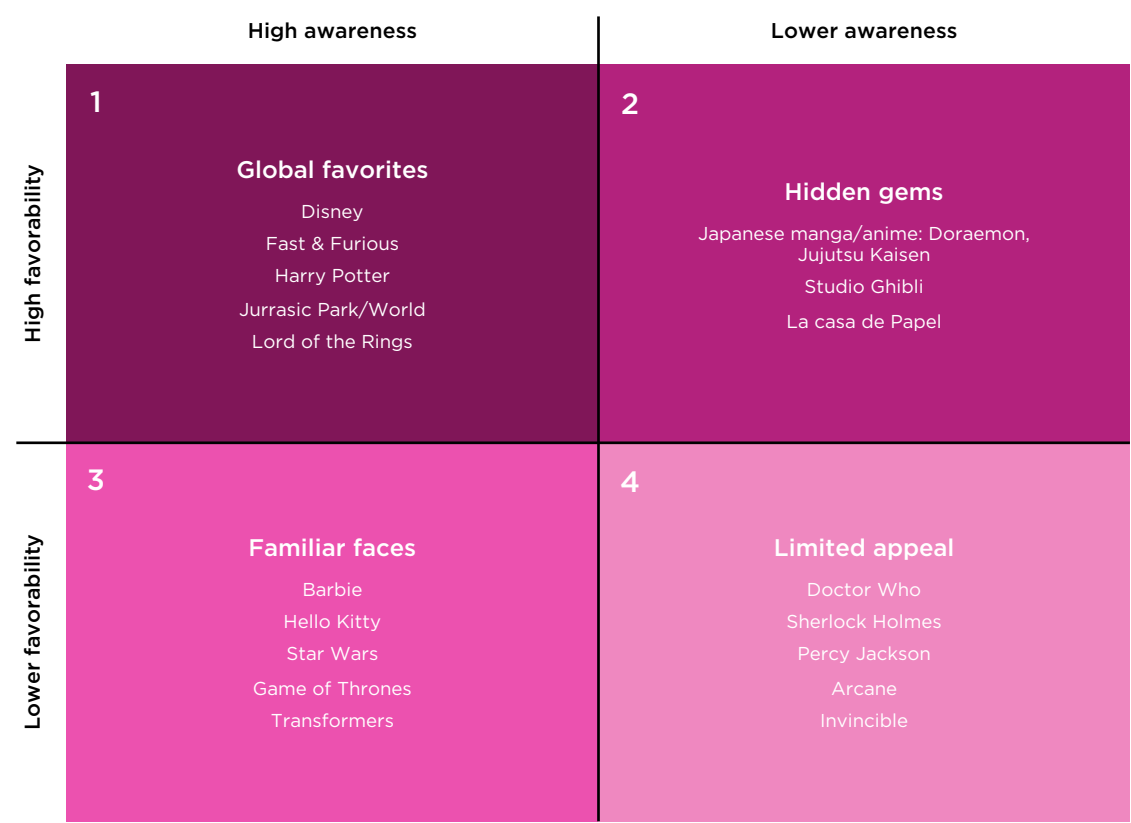 High awareness
Lower awareness
High favorability
1
Global favorites
Disney
Fast & Furious
Harry Potter
Jurrasic Park/World
Lord of the Rings
2
Hidden gems
Japanese manga/anime: Doraemon,
Jujutsu Kaisen
Studio Ghibli
La casa de Papel
Lower favorability
3
Familiar faces
Barbie
Hello Kitty
Star Wars
Game of Thrones
Transformers
4
Limited appeal
Doctor Who
Sherlock Holmes
Percy Jackson
Arcane
Invincible